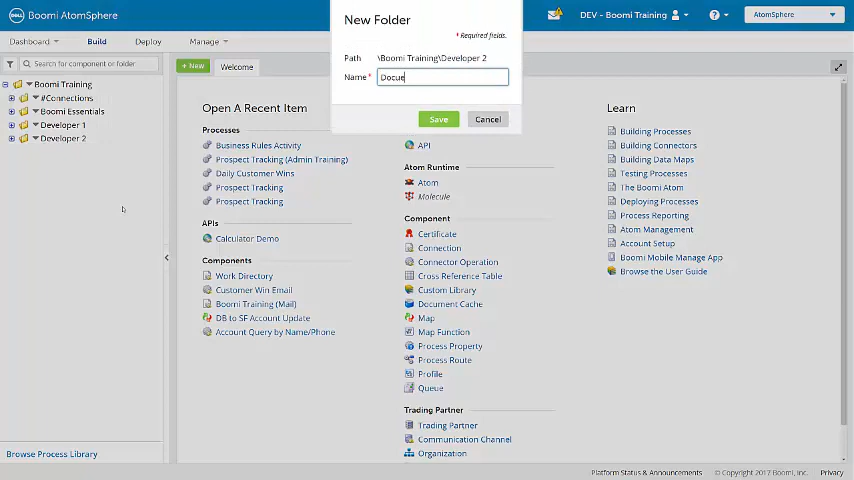 DELL Boomi AtomSphere
DEV - Boomi Training
AtomSphere
Dashboard Build Deploy Manage
New Folder
* Required fields.
Path \Boomi Training\Developer 2
Name* Docue
Save Cancel
Search for component or folder
Boomi Training
#Connections
Boomi Essentials
Developer 1
Developer 2
Browse Process Library
+ New
Welcome
Open A Recent Item
Processes
Business Rules Activity
Prospect Tracking (Admin Training)
Daily Customer Wins
Prospect Tracking
Prospect Tracking
APIs
Calculator Demo
Components
Work Directory
Customer Win Email
Boomi Training (Mail)
DB to SF Account Update
Account Query by Name/Phone
API
Atom Runtime
Atom
Molecule
Component
Certificate
Connection
Connector Operation
Cross Reference Table
Custom Library
Document Cache
Map
Map Function
Process Property
Process Route
Profile
Queue
Trading Partner
Trading Partner
Communication Channel
Organization
Learn
Building Processes
Building Connectors
Building Data Maps
Testing Processes
The Boomi Atom
Deploying Processes
Process Reporting
Atom Management
Account Setup
Boomi Mobile Manage App
Browse the User Guide
Platform Status & Announcements © Copyright 2017 Boomi, Inc. Privacy